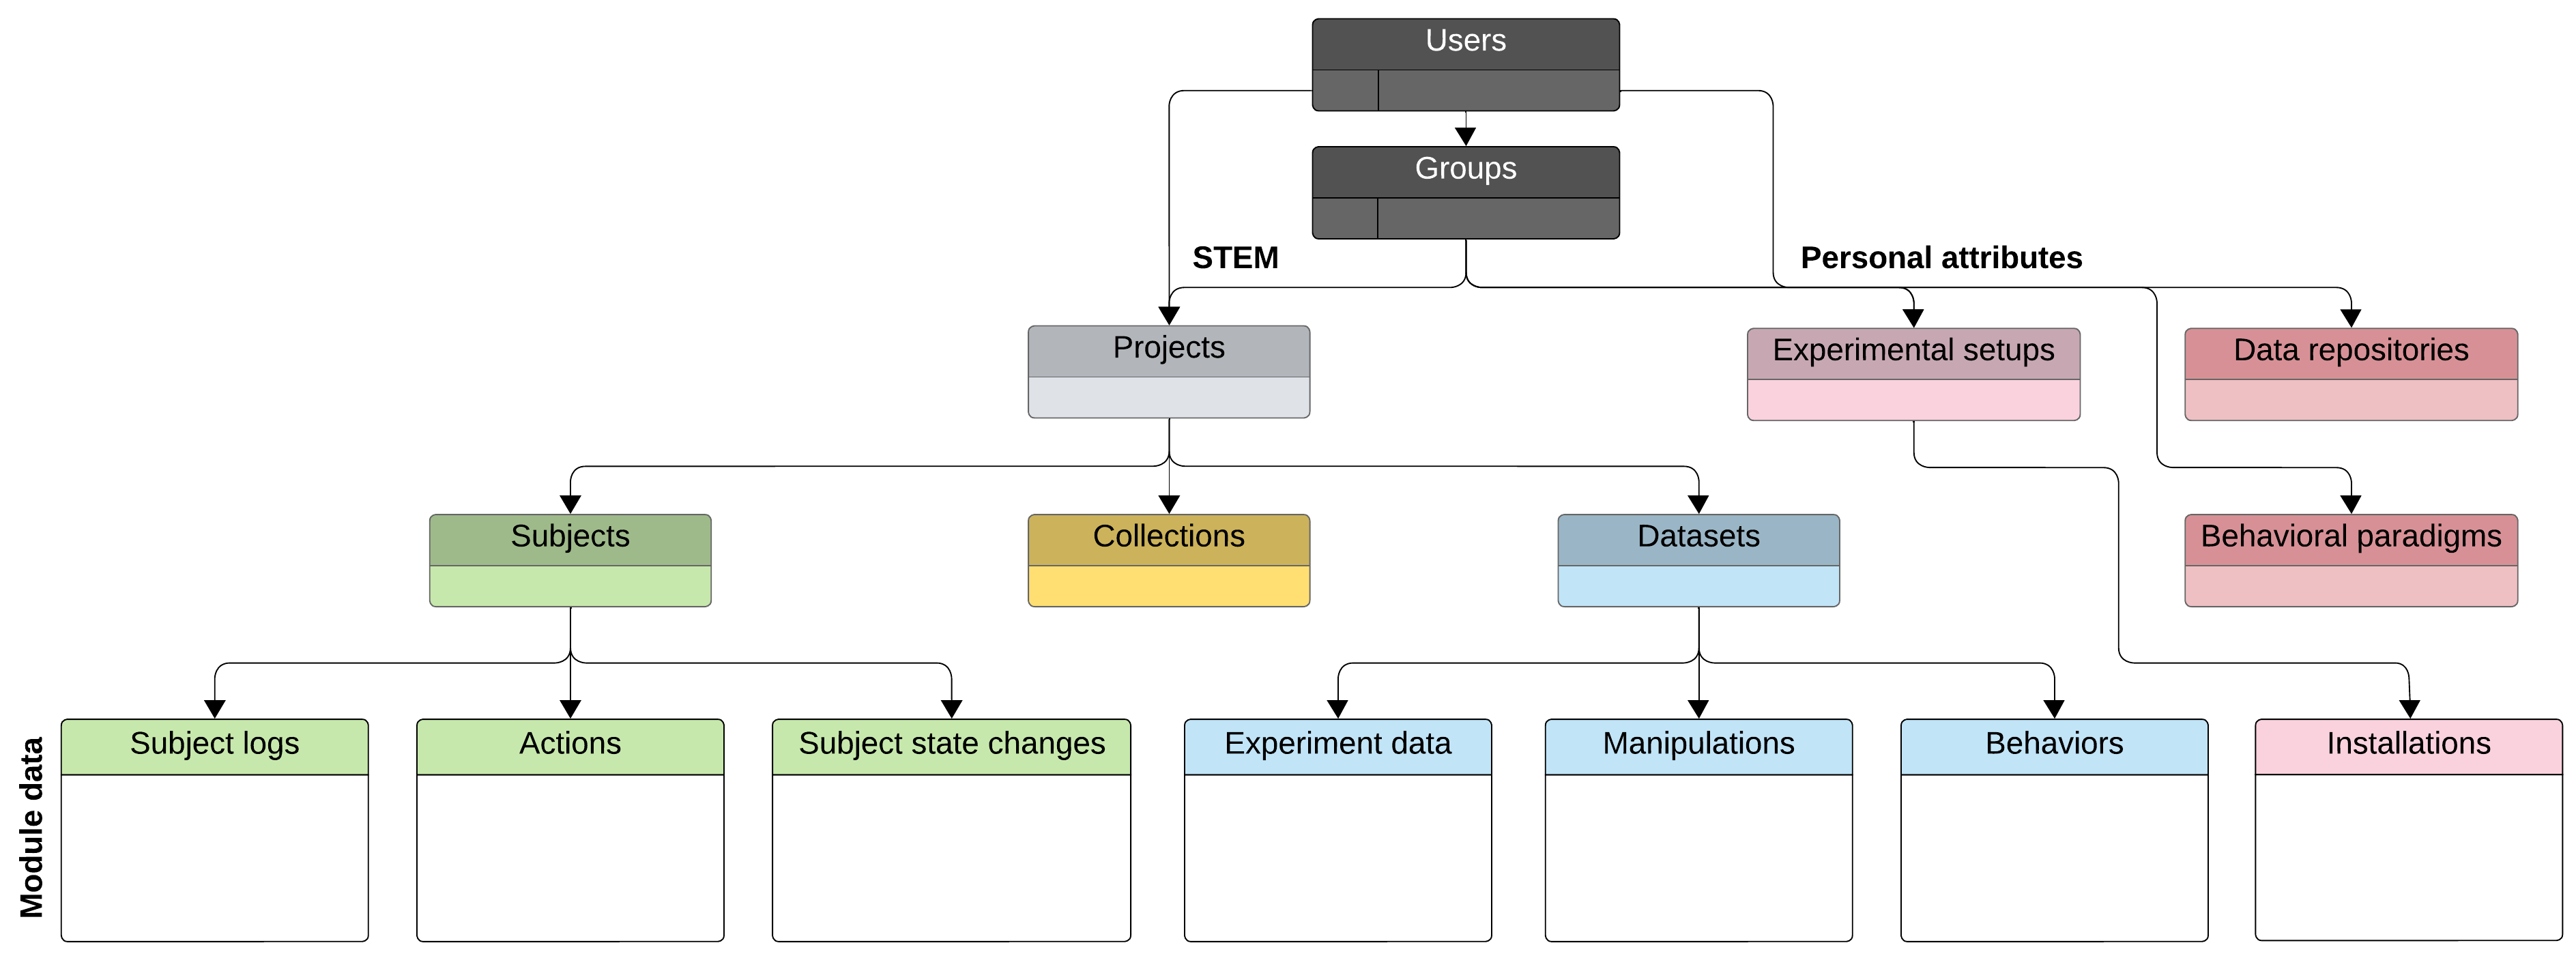 Users
Groups
STEM
Personal attributes
Projects
Experimental setups
Data repositories
Subjects
Collections
Datasets
Behavioral paradigms
Module data
Subject logs
Actions
Subject state changes
Experiment data
Manipulations
Behaviors
Installations